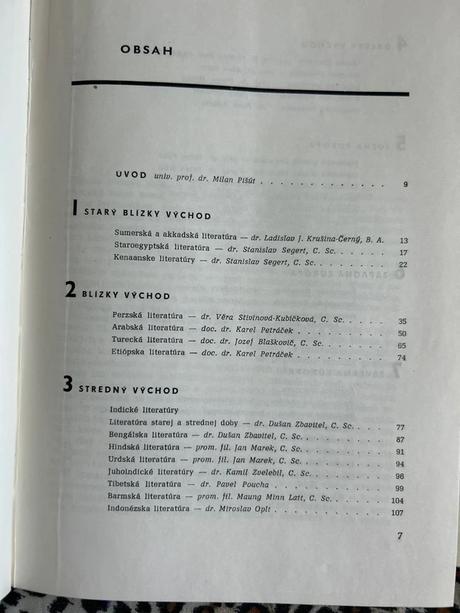 OBSAH
ÚVOD univ. prof. dr. Milan Pišút . . . . . . . . . . . . . 9
1 STARÝ BLÍZKY VÝCHOD
Sumerská a akkadská literatúra — dr. Ladislav J. Krušina-Černý, B. A. 13
Staroegyptská literatúra — dr. Stanislav Segert, C. Sc. . . . . . 17
Kenaanske literatúry — dr. Stanislav Segert, C. Sc. . . . . . . 22
2 BLÍZKY VÝCHOD
Perzská literatúra — dr. Věra Stivínová-Kubíčková, C. Sc. . . . . 35
Arabská literatúra — doc. dr. Karel Petráček . . . . . . . . . 50
Turecká literatúra — doc. dr. Jozej Blaškovič, C. Sc. . . . . . . 65
Etiópska literatúra — doc. dr. Karel Petráček . . . . . . . . . 74
3 STREDNÝ VÝCHOD
Indické literatúry
Literatúra starej a strednej doby — dr. Dušan Zbavitel, C. Sc. . . . 77
Bengálska literatúra — dr. Dušan Zbavitel, C. Sc. . . . . . . . 87
Hindská literatúra — prom. fil. Jan Marek, C. Sc. . . . . . . . 91
Urdská literatúra — prom. fil. Jan Marek, C. Sc. . . . . . . . 94
Juhoindické literatúry — dr. Kamil Zvelebil, C. Sc. . . . . . . . 96
Tibetská literatúra — dr. Pavel Poucha . . . . . . . . . . . 99
Barmská literatúra — prom. fil. Maung Minn Latt, C. Sc. . . . . . 104
Indonézska literatúra — dr. Miroslav Oplt . . . . . . . . . . 107
7